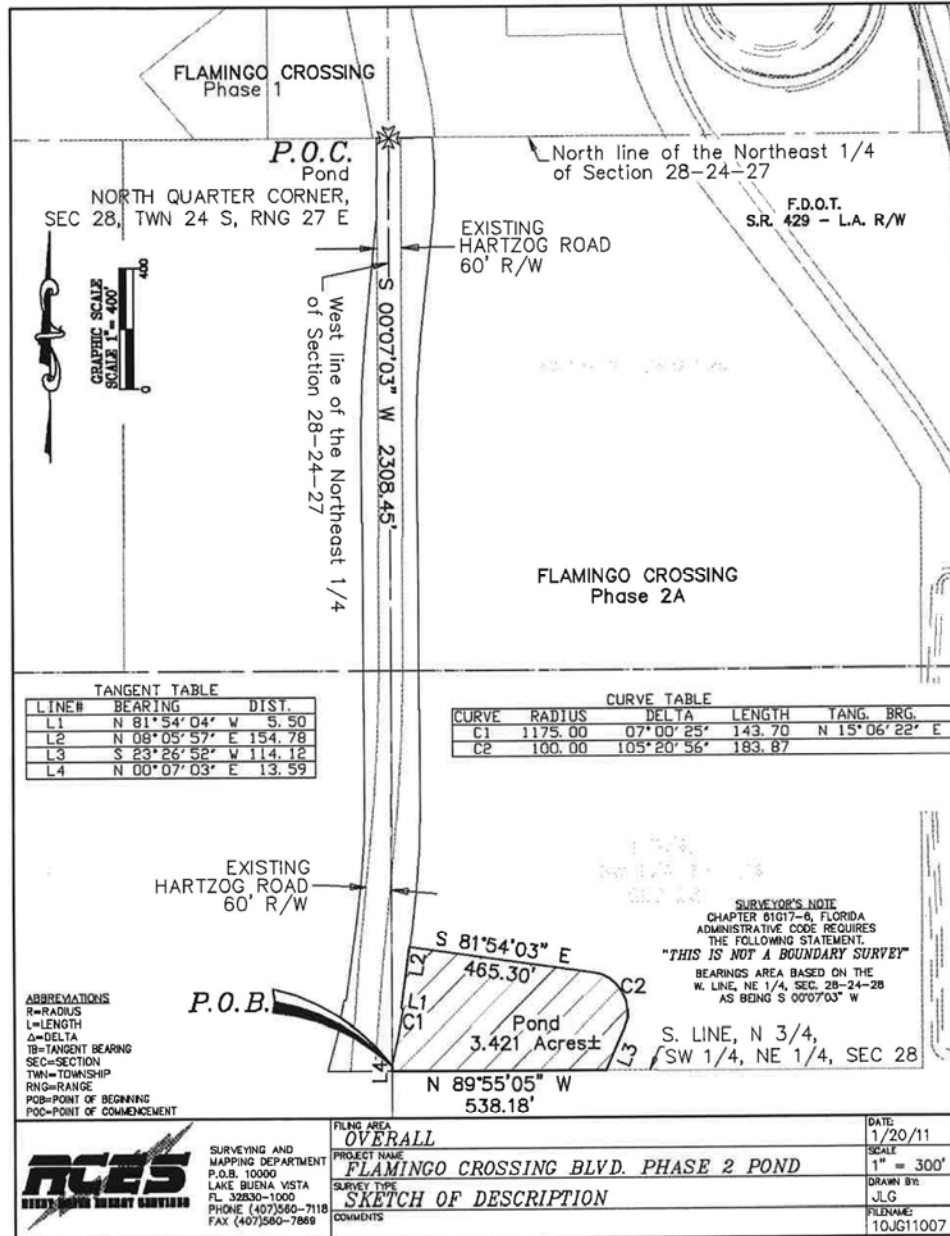 FLAMINGO CROSSING
Phase 1
P.O.C.
Pond
NORTH QUARTER CORNER,
SEC 28, TWN 24 S, RNG 27 E
North line of the Northeast 1/4
of Section 28-24-27
F.D.O.T.
S.R. 429 - L.A. R/W
EXISTING
HARTZOG ROAD
60' R/W
GRAPHIC SCALE
SCALE 1" = 400'
0
400
S 00°07'03" W 2308.45'
West line of the Northeast 1/4
of Section 28-24-27
FLAMINGO CROSSING
Phase 2A
TANGENT TABLE
LINE# BEARING DIST.
L1 N 81°54'04" W 5.50
L2 N 08°05'57" E 154.78
L3 S 23°26'52" W 114.12
L4 N 00°07'03" E 13.59
CURVE TABLE
CURVE RADIUS DELTA LENGTH TANG. BRG.
C1 1175.00 07°00'25" 143.70 N 15°06'22" E
C2 100.00 105°20'56" 183.87
EXISTING
HARTZOG ROAD
60' R/W
SURVEYOR'S NOTE
CHAPTER 61G17-6, FLORIDA
ADMINISTRATIVE CODE REQUIRES
THE FOLLOWING STATEMENT.
"THIS IS NOT A BOUNDARY SURVEY"
BEARINGS AREA BASED ON THE
W. LINE, NE 1/4, SEC. 28-24-28
AS BEING S 00°07'03" W
S 81°54'03" E
465.30'
L2
C2
L1
C1
P.O.B.
Pond
3.421 Acres±
L3
L4
S. LINE, N 3/4,
SW 1/4, NE 1/4, SEC 28
N 89°55'05" W
538.18'
ABBREVIATIONS
R=RADIUS
L=LENGTH
Δ=DELTA
TB=TANGENT BEARING
SEC=SECTION
TWN=TOWNSHIP
RNG=RANGE
POB=POINT OF BEGINNING
POC=POINT OF COMMENCEMENT
RCES
REEDY CREEK ENERGY SERVICES
SURVEYING AND
MAPPING DEPARTMENT
P.O.B. 10000
LAKE BUENA VISTA
FL 32830-1000
PHONE (407)560-7118
FAX (407)560-7869
FILING AREA
OVERALL
PROJECT NAME
FLAMINGO CROSSING BLVD. PHASE 2 POND
SURVEY TYPE
SKETCH OF DESCRIPTION
COMMENTS
DATE:
1/20/11
SCALE
1" = 300'
DRAWN BY:
JLG
FILENAME:
10JG11007